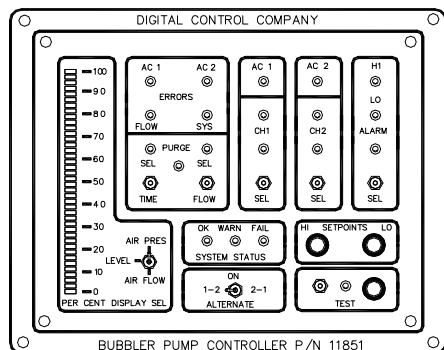 DIGITAL CONTROL COMPANY
100
90
80
70
60
50
40
30
20
10
0
AIR PRES
LEVEL
AIR FLOW
PER CENT DISPLAY SEL
AC 1 AC 2
ERRORS
FLOW SYS
PURGE
SEL SEL
TIME FLOW
AC 1
CH1
SEL
AC 2
CH2
SEL
H1
LO
ALARM
SEL
OK WARN FAIL
SYSTEM STATUS
HI SETPOINTS LO
ON
1-2 2-1
ALTERNATE
TEST
BUBBLER PUMP CONTROLLER P/N 11851